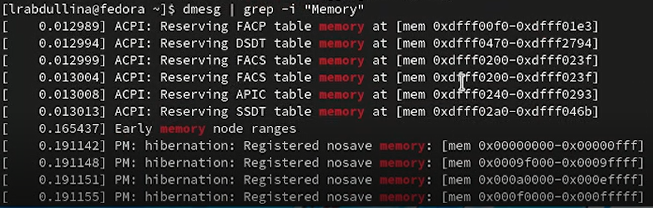 [lrabdullina@fedora ~]$ dmesg | grep -i "Memory"
[    0.012989] ACPI: Reserving FACP table memory at [mem 0xdfff00f0-0xdfff01e3]
[    0.012994] ACPI: Reserving DSDT table memory at [mem 0xdfff0470-0xdfff2794]
[    0.012999] ACPI: Reserving FACS table memory at [mem 0xdfff0200-0xdfff023f]
[    0.013004] ACPI: Reserving FACS table memory at [mem 0xdfff0200-0xdfff023f]
[    0.013008] ACPI: Reserving APIC table memory at [mem 0xdfff0240-0xdfff0293]
[    0.013013] ACPI: Reserving SSDT table memory at [mem 0xdfff02a0-0xdfff046b]
[    0.165437] Early memory node ranges
[    0.191142] PM: hibernation: Registered nosave memory: [mem 0x00000000-0x00000fff]
[    0.191148] PM: hibernation: Registered nosave memory: [mem 0x0009f000-0x0009ffff]
[    0.191151] PM: hibernation: Registered nosave memory: [mem 0x000a0000-0x000effff]
[    0.191155] PM: hibernation: Registered nosave memory: [mem 0x000f0000-0x000fffff]